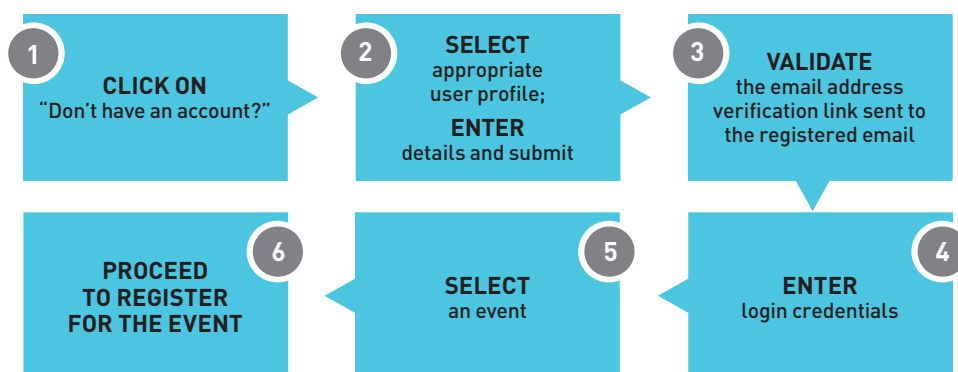 1
CLICK ON
“Don’t have an account?”
2
SELECT
appropriate
user profile;
ENTER
details and submit
3
VALIDATE
the email address
verification link sent to
the registered email
4
ENTER
login credentials
5
SELECT
an event
6
PROCEED
TO REGISTER
FOR THE EVENT